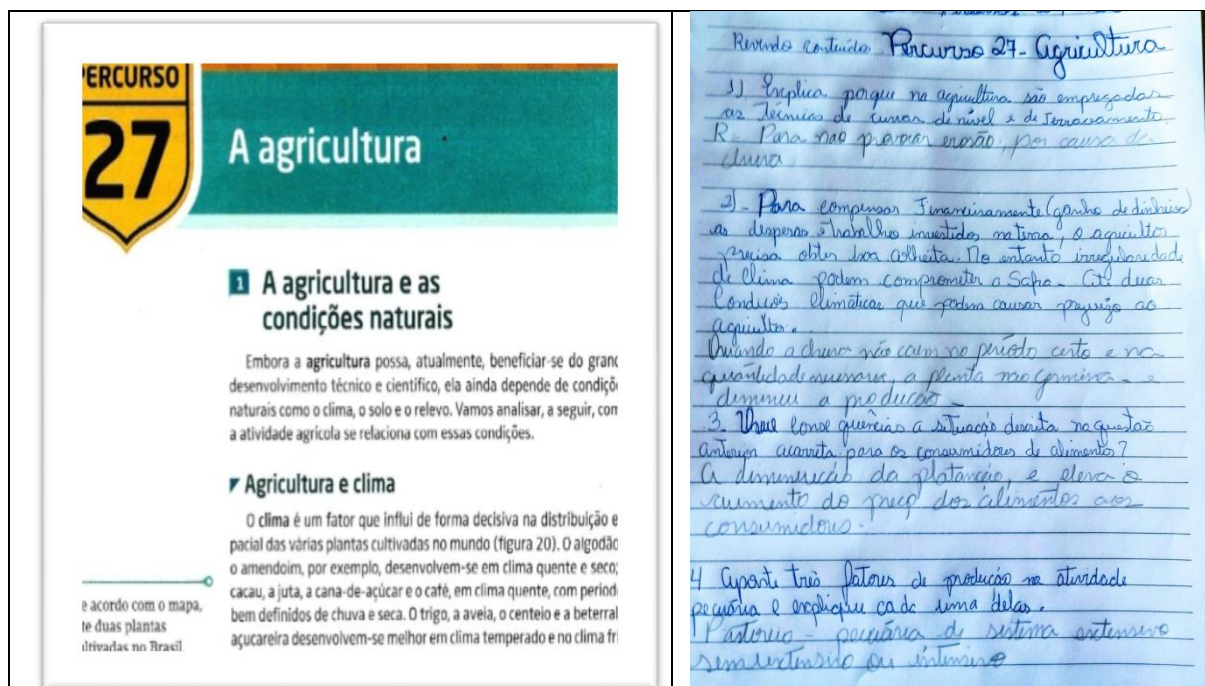 PERCURSO
27
A agricultura
1 A agricultura e as
condições naturais
Embora a agricultura possa, atualmente, beneficiar-se do grand
desenvolvimento técnico e científico, ela ainda depende de condiçõ
naturais como o clima, o solo e o relevo. Vamos analisar, a seguir, com
a atividade agrícola se relaciona com essas condições.
Agricultura e clima
O clima é um fator que influi de forma decisiva na distribuição e
pacial das várias plantas cultivadas no mundo (figura 20). O algodão
o amendoim, por exemplo, desenvolvem-se em clima quente e seco;
cacau, a juta, a cana-de-açúcar e o café, em clima quente, com period
bem definidos de chuva e seca. O trigo, a aveia, o centeio e a beterral
açucareira desenvolvem-se melhor em clima temperado e no clima fri
e acordo com o mapa,
te duas plantas
ultivadas no Brasil
Revendo conteúdo Percurso 27 - Agricultura
1) Explica porque na agricultura são empregadas
as Técnicas de curvas de nível e de Terraceamento
R = Para não provocar erosão, por causa da
chuva
2) - Para compensar Financeiramente (ganho de dinheiro)
as despesas e trabalho investidos na terra, o agricultor
precisa obter boa colheita. No entanto irregularidade
de clima podem comprometer a Safra - Cite duas
Condições climáticas que podem causar prejuízo ao
agricultor.
Quando a chuva não caem no período certo e na
quantidade necessária, a planta não germina - e
diminui a produção -
3. consequências a situação descrita na questão
anterior acarreta para os consumidores de alimento?
A diminuição da, e eleva o
aumento do preço dos alimentos aos
consumidores.
4 Aponte três fatores de produção na atividade
pecuária e explique cada uma delas.
Pastoreio - pecuária de sistema extensivo
ou intensivo